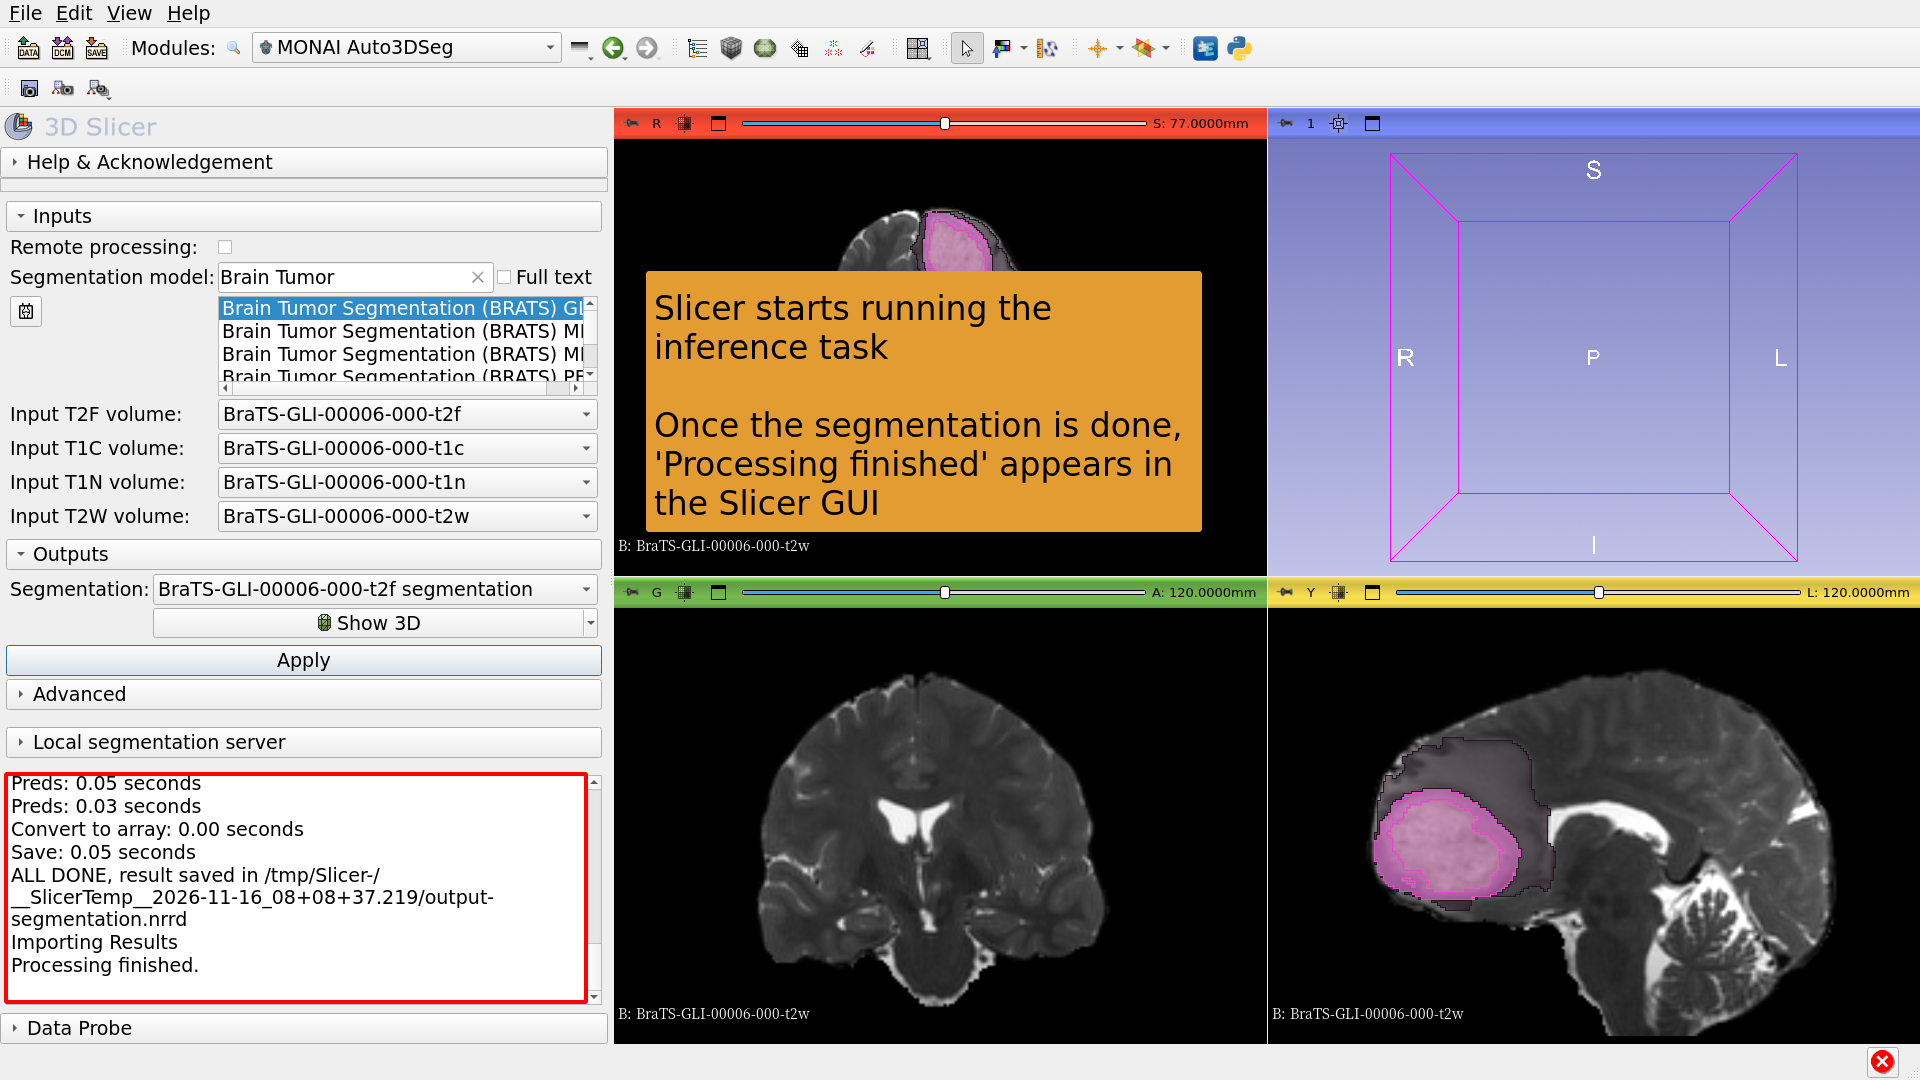 File Edit View Help
DATA DCM SAVE Modules: MONAI Auto3DSeg
3D Slicer
Help & Acknowledgement
Inputs
Remote processing:
Segmentation model: Brain Tumor Full text
Brain Tumor Segmentation (BRATS) GL
Brain Tumor Segmentation (BRATS) M
Brain Tumor Segmentation (BRATS) M
Brain Tumor Segmentation (BRATS) PE
Input T2F volume: BraTS-GLI-00006-000-t2f
Input T1C volume: BraTS-GLI-00006-000-t1c
Input T1N volume: BraTS-GLI-00006-000-t1n
Input T2W volume: BraTS-GLI-00006-000-t2w
Outputs
Segmentation: BraTS-GLI-00006-000-t2f segmentation
Show 3D
Apply
Advanced
Local segmentation server
Preds: 0.05 seconds
Preds: 0.03 seconds
Convert to array: 0.00 seconds
Save: 0.05 seconds
ALL DONE, result saved in /tmp/Slicer-/
__SlicerTemp__2026-11-16_08+08+37.219/output-
segmentation.nrrd
Importing Results
Processing finished.
Data Probe
R S: 77.0000mm
Slicer starts running the
inference task
Once the segmentation is done,
'Processing finished' appears in
the Slicer GUI
B: BraTS-GLI-00006-000-t2w
1
S
R P L
I
G A: 120.0000mm
B: BraTS-GLI-00006-000-t2w
Y L: 120.0000mm
B: BraTS-GLI-00006-000-t2w